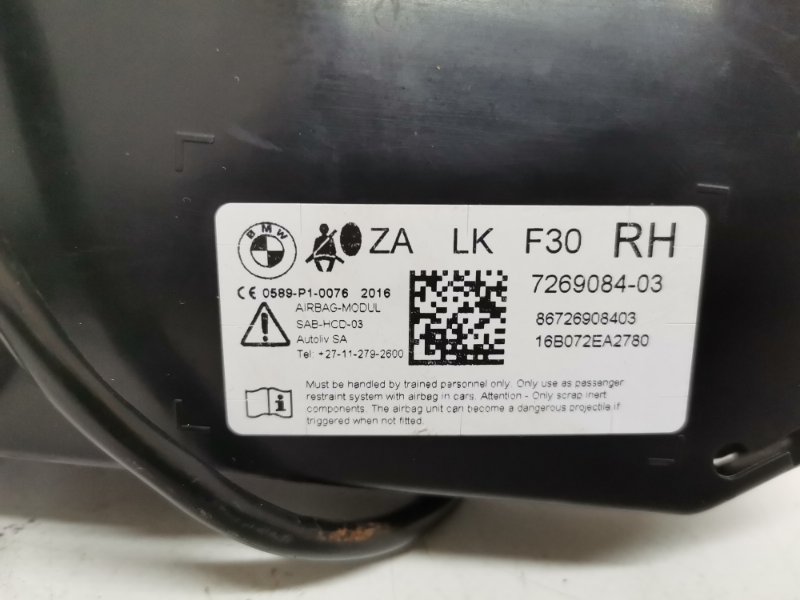 BMW ZA LK F30 RH
CE 0589-P1-0076 2016
AIRBAG-MODUL
SAB-HCD-03
Autoliv SA
Tel: +27-11-279-2600
7269084-03
86726908403
16B072EA2780
Must be handled by trained personnel only. Only use as passenger
restraint system with airbag in cars. Attention - Only scrap inert
components. The airbag unit can become a dangerous projectile if
triggered when not fitted.